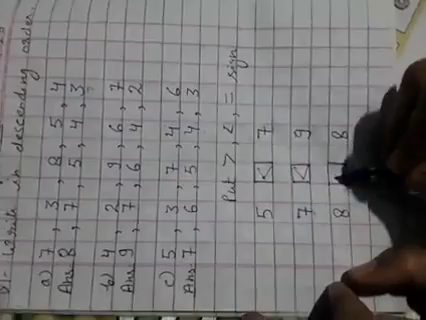 Q1- Write in descending order.
a) 7, 3, 8, 5, 4
Ans. 8, 7, 5, 4, 3
b) 4, 2, 9, 6, 7
Ans. 9, 7, 6, 4, 2
c) 5, 3, 7, 4, 6
Ans. 7, 6, 5, 4, 3
Put >, <, = sign
5 < 7
7 < 9
8 8